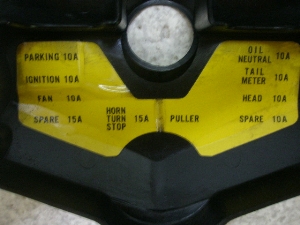 PARKING 10A
IGNITION 10A
FAN 10A
SPARE 15A
HORN
TURN 15A
STOP
PULLER
OIL
NEUTRAL 10A
TAIL
METER 10A
HEAD 10A
SPARE 10A